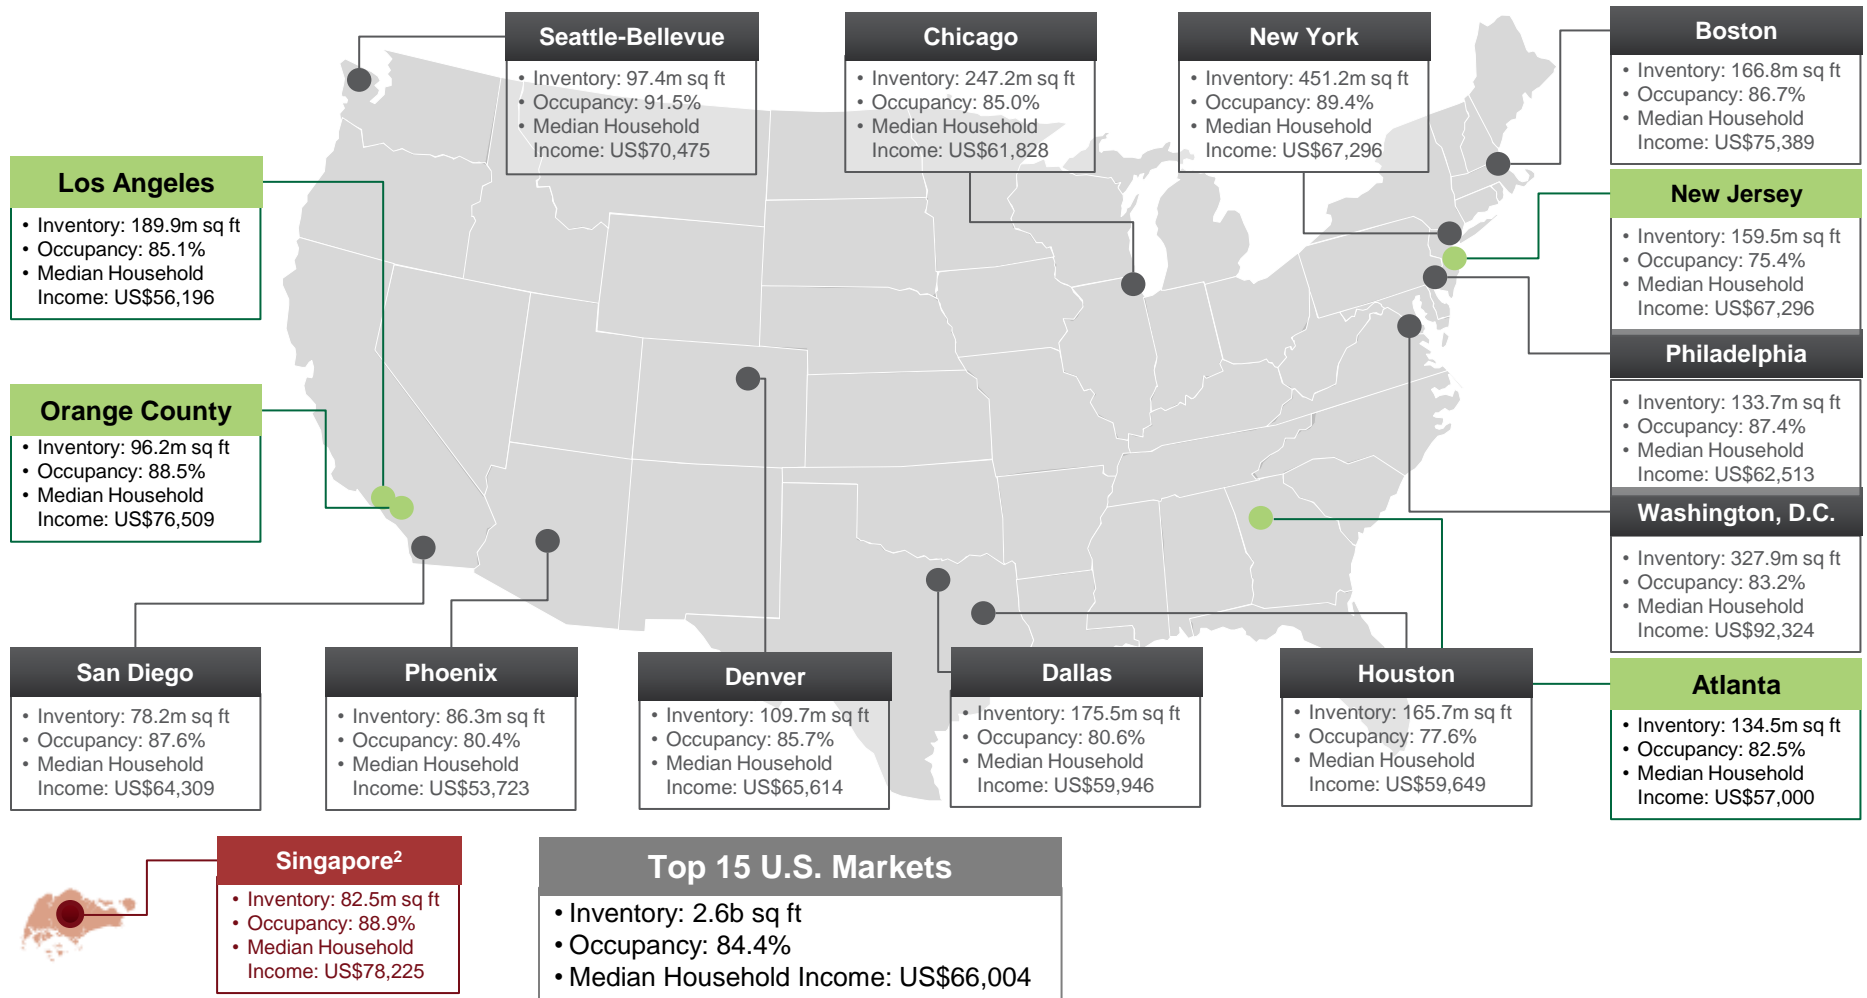 Seattle-Bellevue
• Inventory: 97.4m sq ft
• Occupancy: 91.5%
• Median Household
Income: US$70,475
Chicago
• Inventory: 247.2m sq ft
• Occupancy: 85.0%
• Median Household
Income: US$61,828
New York
• Inventory: 451.2m sq ft
• Occupancy: 89.4%
• Median Household
Income: US$67,296
Boston
• Inventory: 166.8m sq ft
• Occupancy: 86.7%
• Median Household
Income: US$75,389
Los Angeles
• Inventory: 189.9m sq ft
• Occupancy: 85.1%
• Median Household
Income: US$56,196
New Jersey
• Inventory: 159.5m sq ft
• Occupancy: 75.4%
• Median Household
Income: US$67,296
Orange County
• Inventory: 96.2m sq ft
• Occupancy: 88.5%
• Median Household
Income: US$76,509
Philadelphia
• Inventory: 133.7m sq ft
• Occupancy: 87.4%
• Median Household
Income: US$62,513
Washington, D.C.
• Inventory: 327.9m sq ft
• Occupancy: 83.2%
• Median Household
Income: US$92,324
San Diego
• Inventory: 78.2m sq ft
• Occupancy: 87.6%
• Median Household
Income: US$64,309
Phoenix
• Inventory: 86.3m sq ft
• Occupancy: 80.4%
• Median Household
Income: US$53,723
Denver
• Inventory: 109.7m sq ft
• Occupancy: 85.7%
• Median Household
Income: US$65,614
Dallas
• Inventory: 175.5m sq ft
• Occupancy: 80.6%
• Median Household
Income: US$59,946
Houston
• Inventory: 165.7m sq ft
• Occupancy: 77.6%
• Median Household
Income: US$59,649
Atlanta
• Inventory: 134.5m sq ft
• Occupancy: 82.5%
• Median Household
Income: US$57,000
Singapore²
• Inventory: 82.5m sq ft
• Occupancy: 88.9%
• Median Household
Income: US$78,225
Top 15 U.S. Markets
• Inventory: 2.6b sq ft
• Occupancy: 84.4%
• Median Household Income: US$66,004